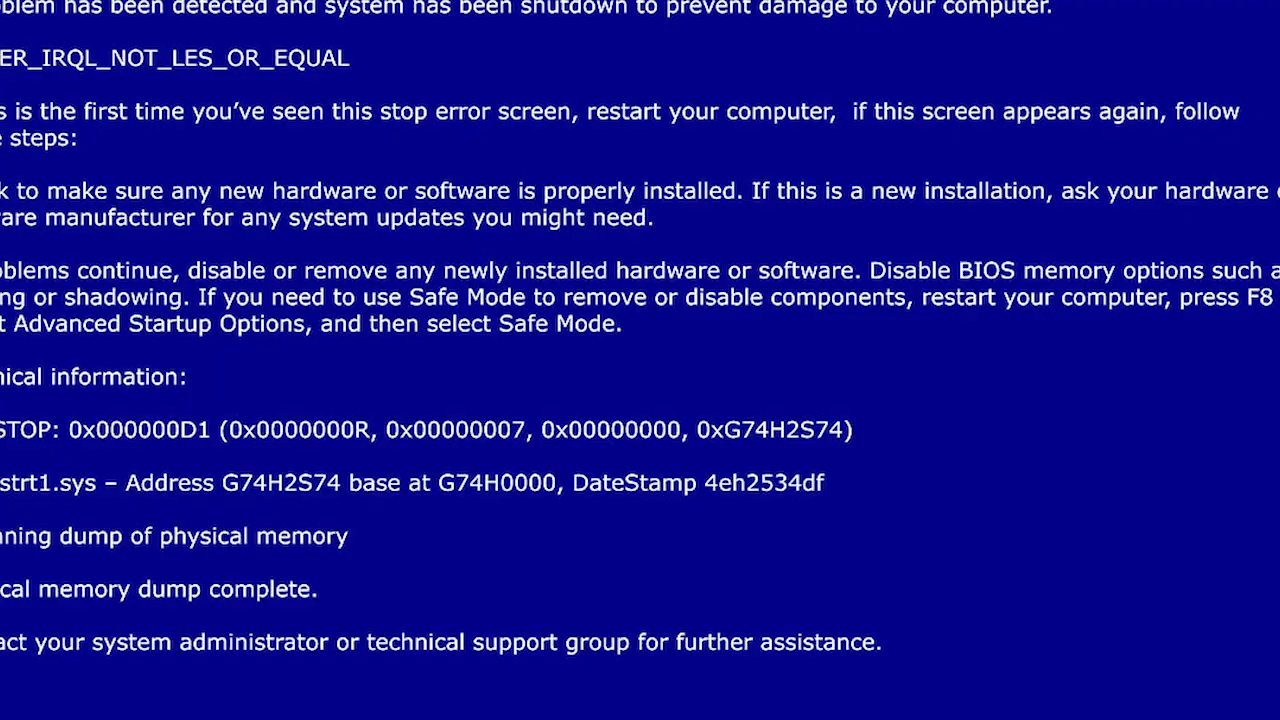 oblem has been detected and system has been shutdown to prevent damage to your computer.
ER_IRQL_NOT_LES_OR_EQUAL
s is the first time you’ve seen this stop error screen, restart your computer,  if this screen appears again, follow
e steps:
k to make sure any new hardware or software is properly installed. If this is a new installation, ask your hardware o
are manufacturer for any system updates you might need.
oblems continue, disable or remove any newly installed hardware or software. Disable BIOS memory options such a
ng or shadowing. If you need to use Safe Mode to remove or disable components, restart your computer, press F8
t Advanced Startup Options, and then select Safe Mode.
nical information:
STOP: 0x000000D1 (0x0000000R, 0x00000007, 0x00000000, 0xG74H2S74)
strt1.sys – Address G74H2S74 base at G74H0000, DateStamp 4eh2534df
nning dump of physical memory
cal memory dump complete.
act your system administrator or technical support group for further assistance.